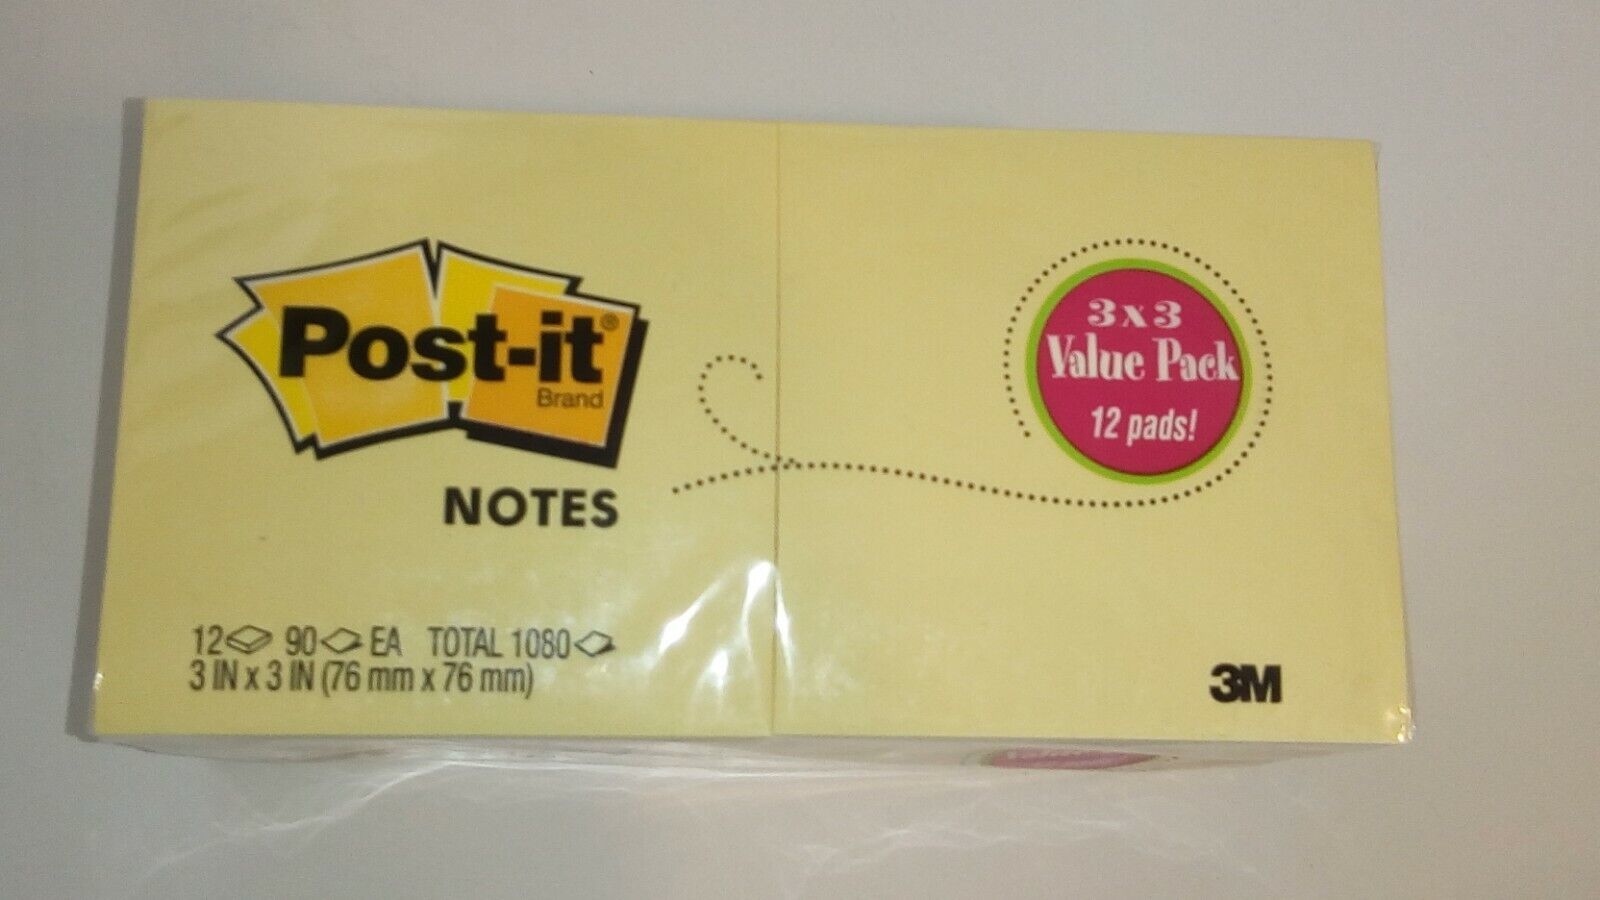 Post-it®
Brand
NOTES
3 x 3
Value Pack
12 pads!
12 90 EA TOTAL 1080
3 IN x 3 IN (76 mm x 76 mm)
3M